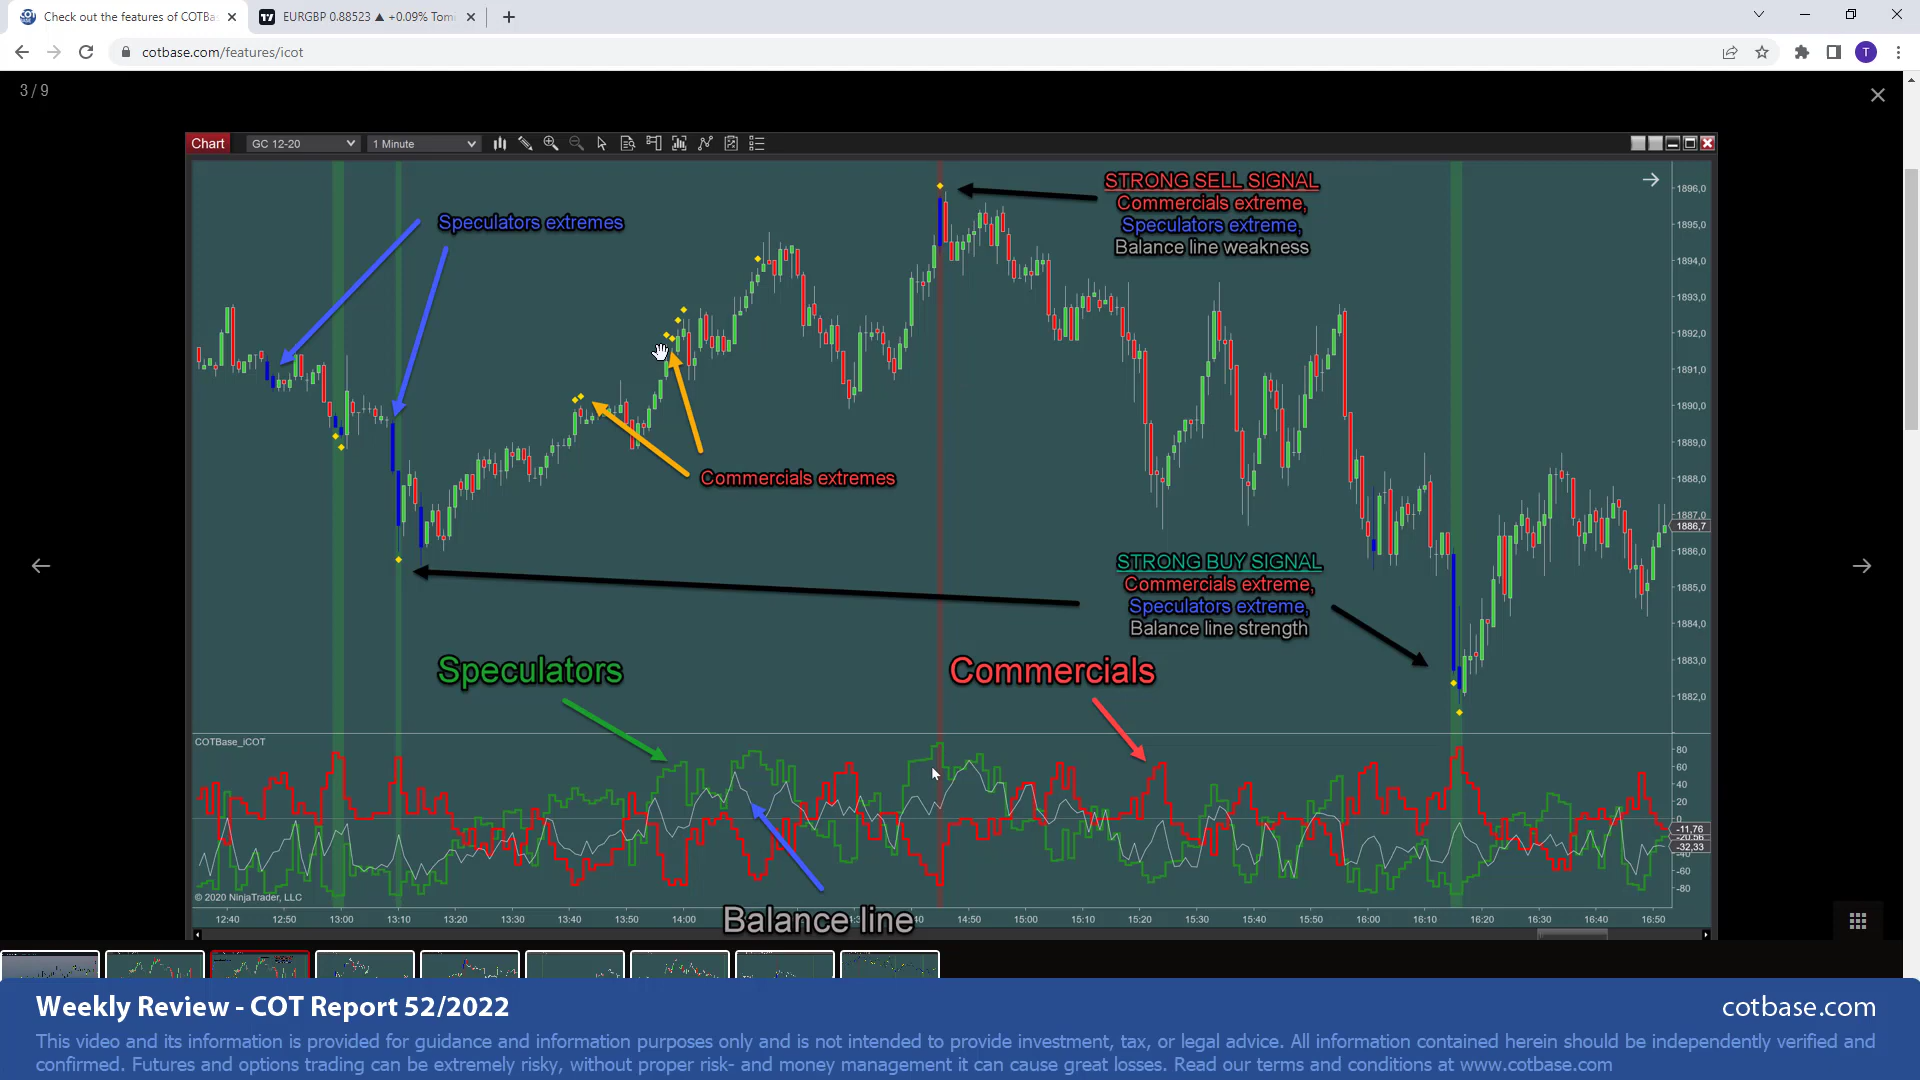 Check out the features of COTBa
EURGBP 0.88523 ▲ +0.09% Tomi
cotbase.com/features/icot
T
3 / 9
Chart
GC 12-20
1 Minute
Speculators extremes
STRONG SELL SIGNAL
Commercials extreme,
Speculators extreme,
Balance line weakness
Commercials extremes
STRONG BUY SIGNAL
Commercials extreme,
Speculators extreme,
Balance line strength
Speculators
Commercials
1896,0
1895,0
1894,0
1893,0
1892,0
1891,0
1890,0
1889,0
1888,0
1887,0
1886,7
1886,0
1885,0
1884,0
1883,0
1882,0
COTBase_iCOT
80
60
40
20
0
-11,76
-32,33
-60
-80
© 2020 NinjaTrader, LLC
12:40 12:50 13:00 13:10 13:20 13:30 13:40 13:50 14:00 14:50 15:00 15:10 15:20 15:30 15:40 15:50 16:00 16:10 16:20 16:30 16:40 16:50
Balance line
Weekly Review - COT Report 52/2022
cotbase.com
This video and its information is provided for guidance and information purposes only and is not intended to provide investment, tax, or legal advice. All information contained herein should be independently verified and
confirmed. Futures and options trading can be extremely risky, without proper risk- and money management it can cause great losses. Read our terms and conditions at www.cotbase.com